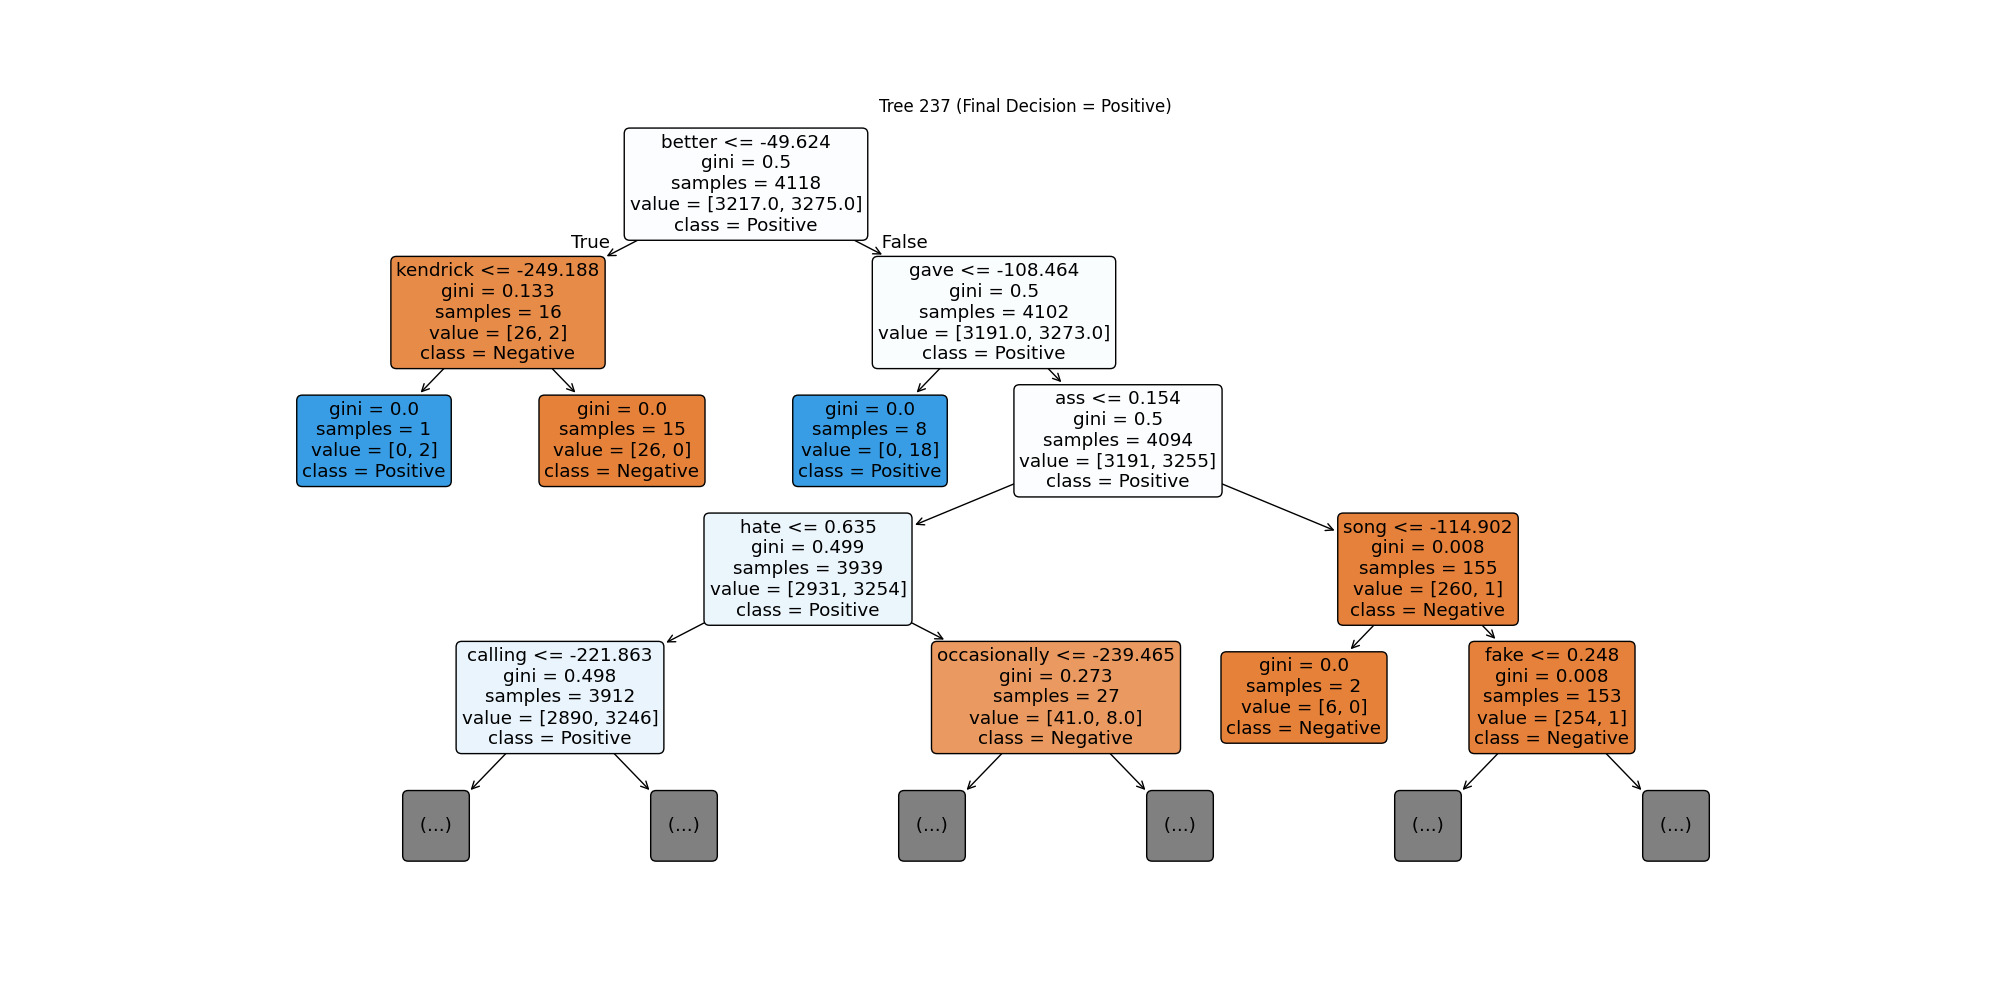 Tree 237 (Final Decision = Positive)
better <= -49.624
gini = 0.5
samples = 4118
value = [3217.0, 3275.0]
class = Positive
True
False
kendrick <= -249.188
gini = 0.133
samples = 16
value = [26, 2]
class = Negative
gave <= -108.464
gini = 0.5
samples = 4102
value = [3191.0, 3273.0]
class = Positive
gini = 0.0
samples = 1
value = [0, 2]
class = Positive
gini = 0.0
samples = 15
value = [26, 0]
class = Negative
gini = 0.0
samples = 8
value = [0, 18]
class = Positive
ass <= 0.154
gini = 0.5
samples = 4094
value = [3191, 3255]
class = Positive
hate <= 0.635
gini = 0.499
samples = 3939
value = [2931, 3254]
class = Positive
song <= -114.902
gini = 0.008
samples = 155
value = [260, 1]
class = Negative
calling <= -221.863
gini = 0.498
samples = 3912
value = [2890, 3246]
class = Positive
occasionally <= -239.465
gini = 0.273
samples = 27
value = [41.0, 8.0]
class = Negative
gini = 0.0
samples = 2
value = [6, 0]
class = Negative
fake <= 0.248
gini = 0.008
samples = 153
value = [254, 1]
class = Negative
(...)
(...)
(...)
(...)
(...)
(...)